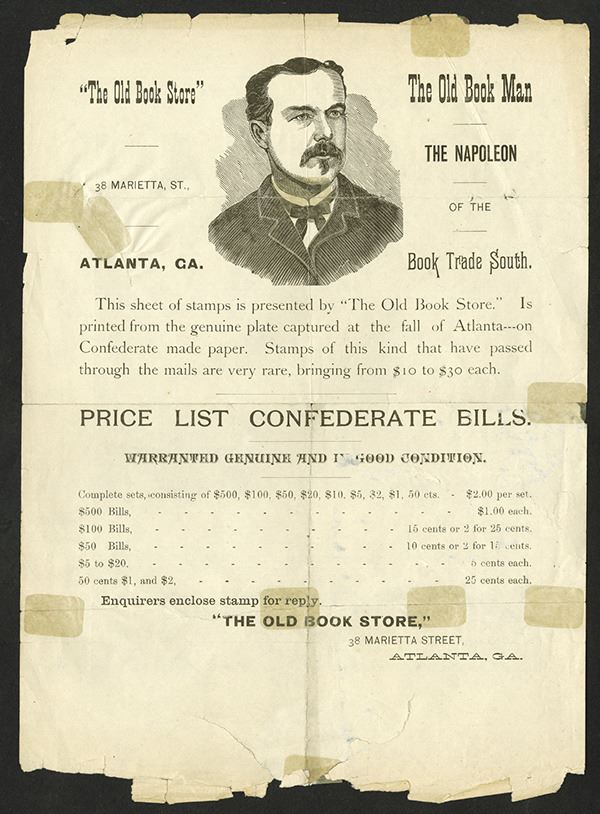 "The Old Book Store"
38 MARIETTA, ST.,
ATLANTA, GA.
The Old Book Man
THE NAPOLEON
OF THE
Book Trade South.
This sheet of stamps is presented by "The Old Book Store." Is
printed from the genuine plate captured at the fall of Atlanta---on
Confederate made paper. Stamps of this kind that have passed
through the mails are very rare, bringing from $10 to $30 each.
PRICE LIST CONFEDERATE BILLS.
WARRANTED GENUINE AND GOOD CONDITION.
Complete sets, consisting of $500, $100, $50, $20, $10, $5, $2, $1, 50 cts. - $2.00 per set.
$500 Bills, - - - - - - - - - - - $1.00 each.
$100 Bills, - - - - - - - - - 15 cents or 2 for 25 cents.
$50 Bills, - - - - - - - - - 10 cents or 2 for cents.
$5 to $20, - - - - - - - - - - - 5 cents each.
50 cents $1, and $2, - - - - - - - - - 25 cents each.
Enquirers enclose stamp for reply.
"THE OLD BOOK STORE,"
38 MARIETTA STREET,
ATLANTA, GA.